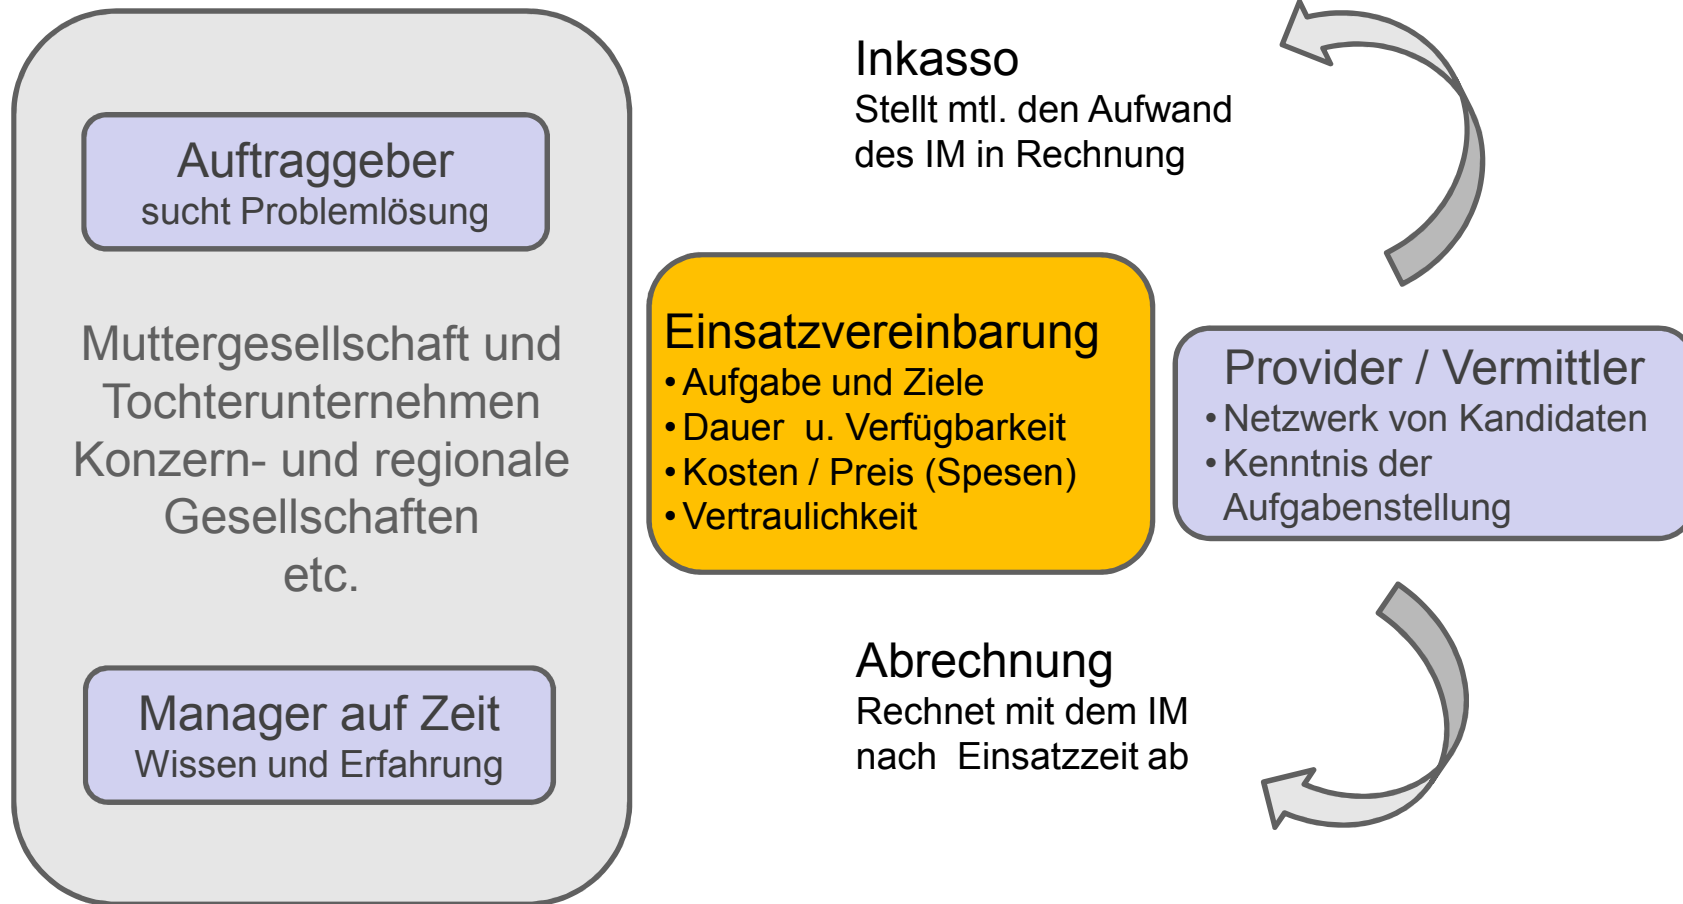 Auftraggeber
sucht Problemlösung
Muttergesellschaft und
Tochterunternehmen
Konzern- und regionale
Gesellschaften
etc.
Manager auf Zeit
Wissen und Erfahrung
Inkasso
Stellt mtl. den Aufwand
des IM in Rechnung
Einsatzvereinbarung
• Aufgabe und Ziele
• Dauer u. Verfügbarkeit
• Kosten / Preis (Spesen)
• Vertraulichkeit
Abrechnung
Rechnet mit dem IM
nach Einsatzzeit ab
Provider / Vermittler
• Netzwerk von Kandidaten
• Kenntnis der
Aufgabenstellung